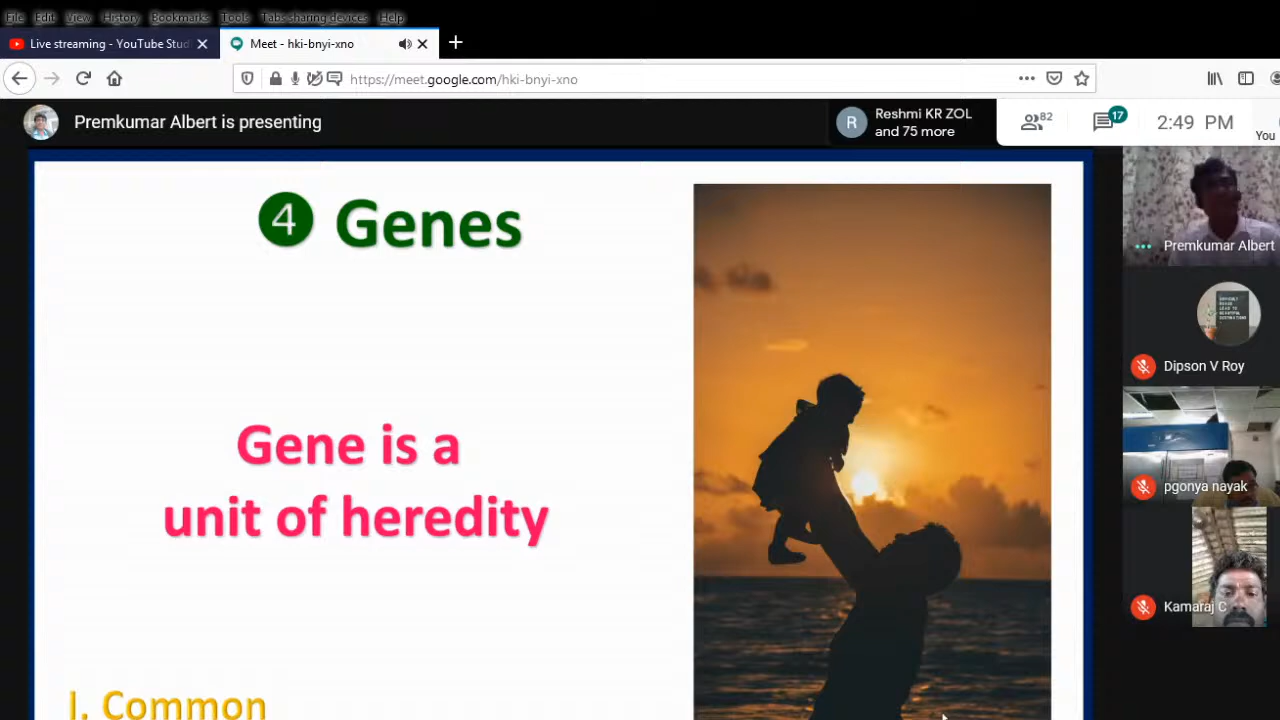 File Edit View History Bookmarks Tools Tabs sharing devices Help
Live streaming - YouTube Stud
Meet - hki-bnyi-xno
https://meet.google.com/hki-bnyi-xno
Premkumar Albert is presenting
R
Reshmi KR ZOL
and 75 more
82
17
2:49 PM
You
4 Genes
Gene is a
unit of heredity
I. Common
Premkumar Albert
Dipson V Roy
pgonya nayak
Kamaraj C